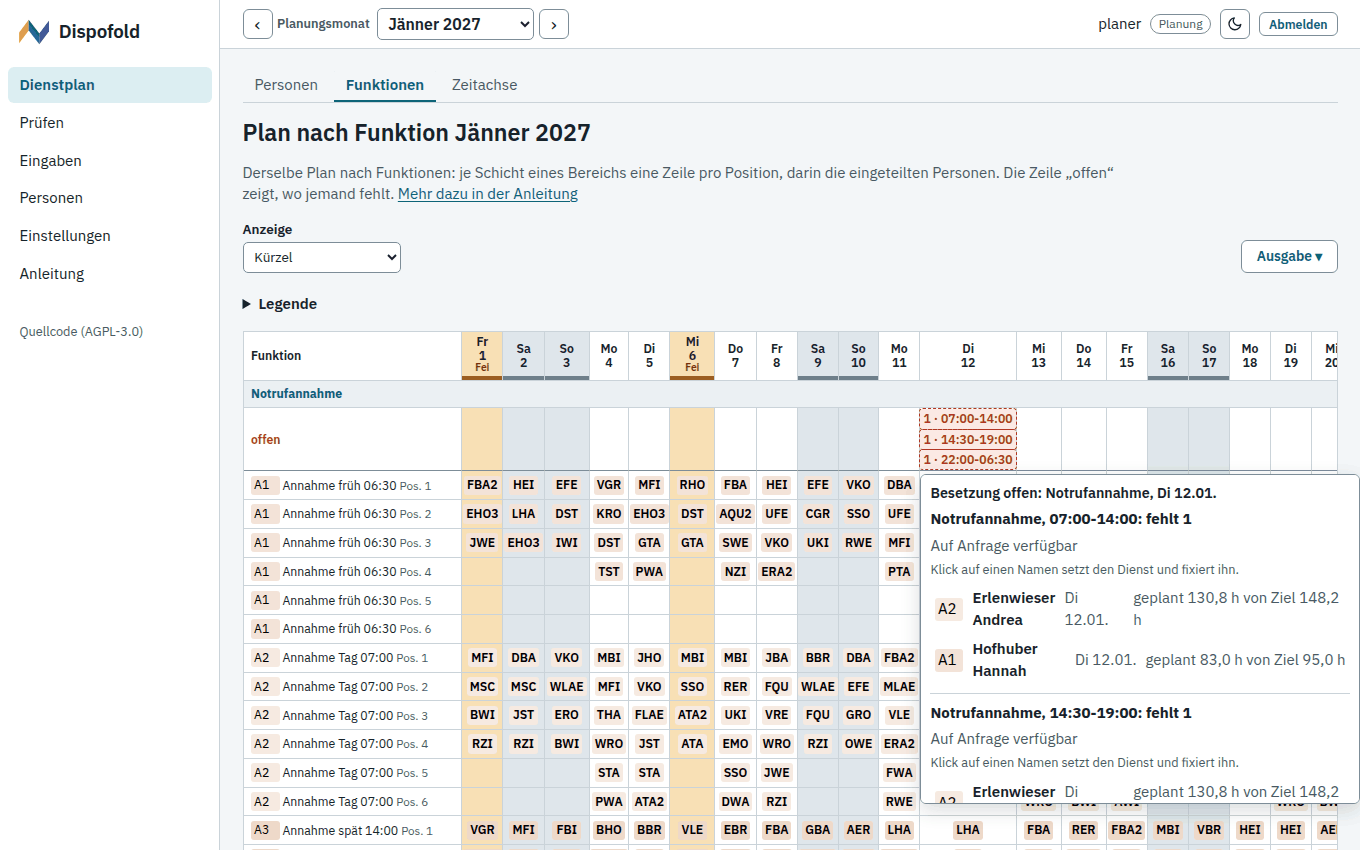 Dispofold
‹ Planungsmonat Jänner 2027 ›
planer Planung Abmelden
Dienstplan
Prüfen
Eingaben
Personen
Einstellungen
Anleitung
Quellcode (AGPL-3.0)
Personen Funktionen Zeitachse
Plan nach Funktion Jänner 2027
Derselbe Plan nach Funktionen: je Schicht eines Bereichs eine Zeile pro Position, darin die eingeteilten Personen. Die Zeile „offen“
zeigt, wo jemand fehlt. Mehr dazu in der Anleitung
Anzeige
Kürzel
Ausgabe ▾
Legende
Funktion Fr 1 Fei Sa 2 So 3 Mo 4 Di 5 Mi 6 Fei Do 7 Fr 8 Sa 9 So 10 Mo 11 Di 12 Mi 13 Do 14 Fr 15 Sa 16 So 17 Mo 18 Di 19 Mi 20
Notrufannahme
offen
1 · 07:00-14:00
1 · 14:30-19:00
1 · 22:00-06:30
A1 Annahme früh 06:30 Pos. 1 FBA2 HEI EFE VGR MFI RHO FBA HEI EFE VKO DBA
A1 Annahme früh 06:30 Pos. 2 EHO3 LHA DST KRO EHO3 DST AQU2 UFE CGR SSO UFE
A1 Annahme früh 06:30 Pos. 3 JWE EHO3 IWI DST GTA GTA SWE VKO UKI RWE MFI
A1 Annahme früh 06:30 Pos. 4 TST PWA NZI ERA2 PTA
A1 Annahme früh 06:30 Pos. 5
A1 Annahme früh 06:30 Pos. 6
A2 Annahme Tag 07:00 Pos. 1 MFI DBA VKO MBI JHO MBI MBI JBA BBR DBA FBA2
A2 Annahme Tag 07:00 Pos. 2 MSC MSC WLAE MFI VKO SSO RER FQU WLAE EFE MLAE
A2 Annahme Tag 07:00 Pos. 3 BWI JST ERO THA FLAE ATA2 UKI VRE FQU GRO VLE
A2 Annahme Tag 07:00 Pos. 4 RZI RZI BWI WRO JST ATA EMO WRO RZI OWE ERA2
A2 Annahme Tag 07:00 Pos. 5 STA STA SSO JWE FWA
A2 Annahme Tag 07:00 Pos. 6 PWA ATA2 DWA RZI RWE
A3 Annahme spät 14:00 Pos. 1 VGR MFI FBI BHO BBR VLE EBR FBA GBA AER LHA LHA FBA RER FBA2 MBI VBR HEI HEI
Besetzung offen: Notrufannahme, Di 12.01.
Notrufannahme, 07:00-14:00: fehlt 1
Auf Anfrage verfügbar
Klick auf einen Namen setzt den Dienst und fixiert ihn.
A2 Erlenwieser Andrea Di 12.01. geplant 130,8 h von Ziel 148,2 h
A1 Hofhuber Hannah Di 12.01. geplant 83,0 h von Ziel 95,0 h
Notrufannahme, 14:30-19:00: fehlt 1
Auf Anfrage verfügbar
Klick auf einen Namen setzt den Dienst und fixiert ihn.
A2 Erlenwieser Di geplant 130,8 h von Ziel 148,2